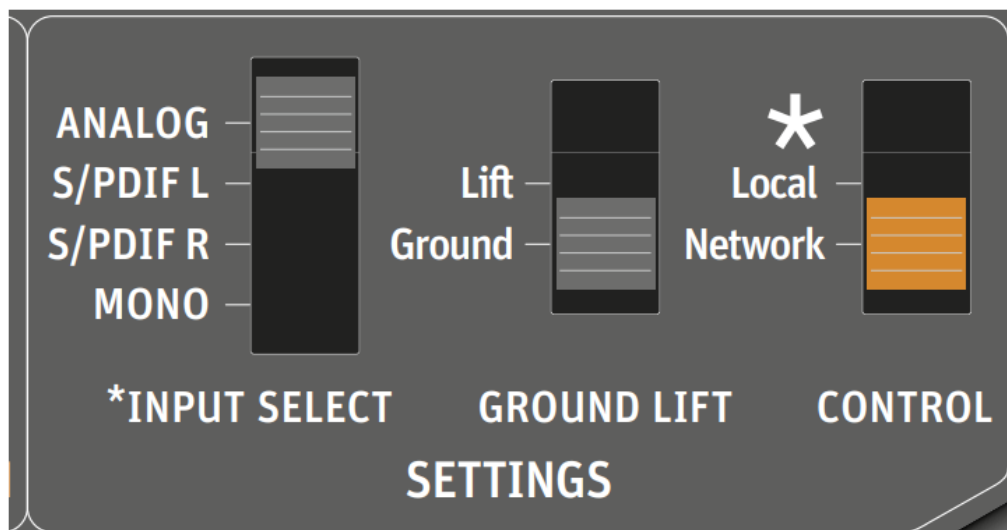 ANALOG
S/PDIF L
S/PDIF R
MONO
*INPUT SELECT
Lift
Ground
GROUND LIFT
*
Local
Network
CONTROL
SETTINGS